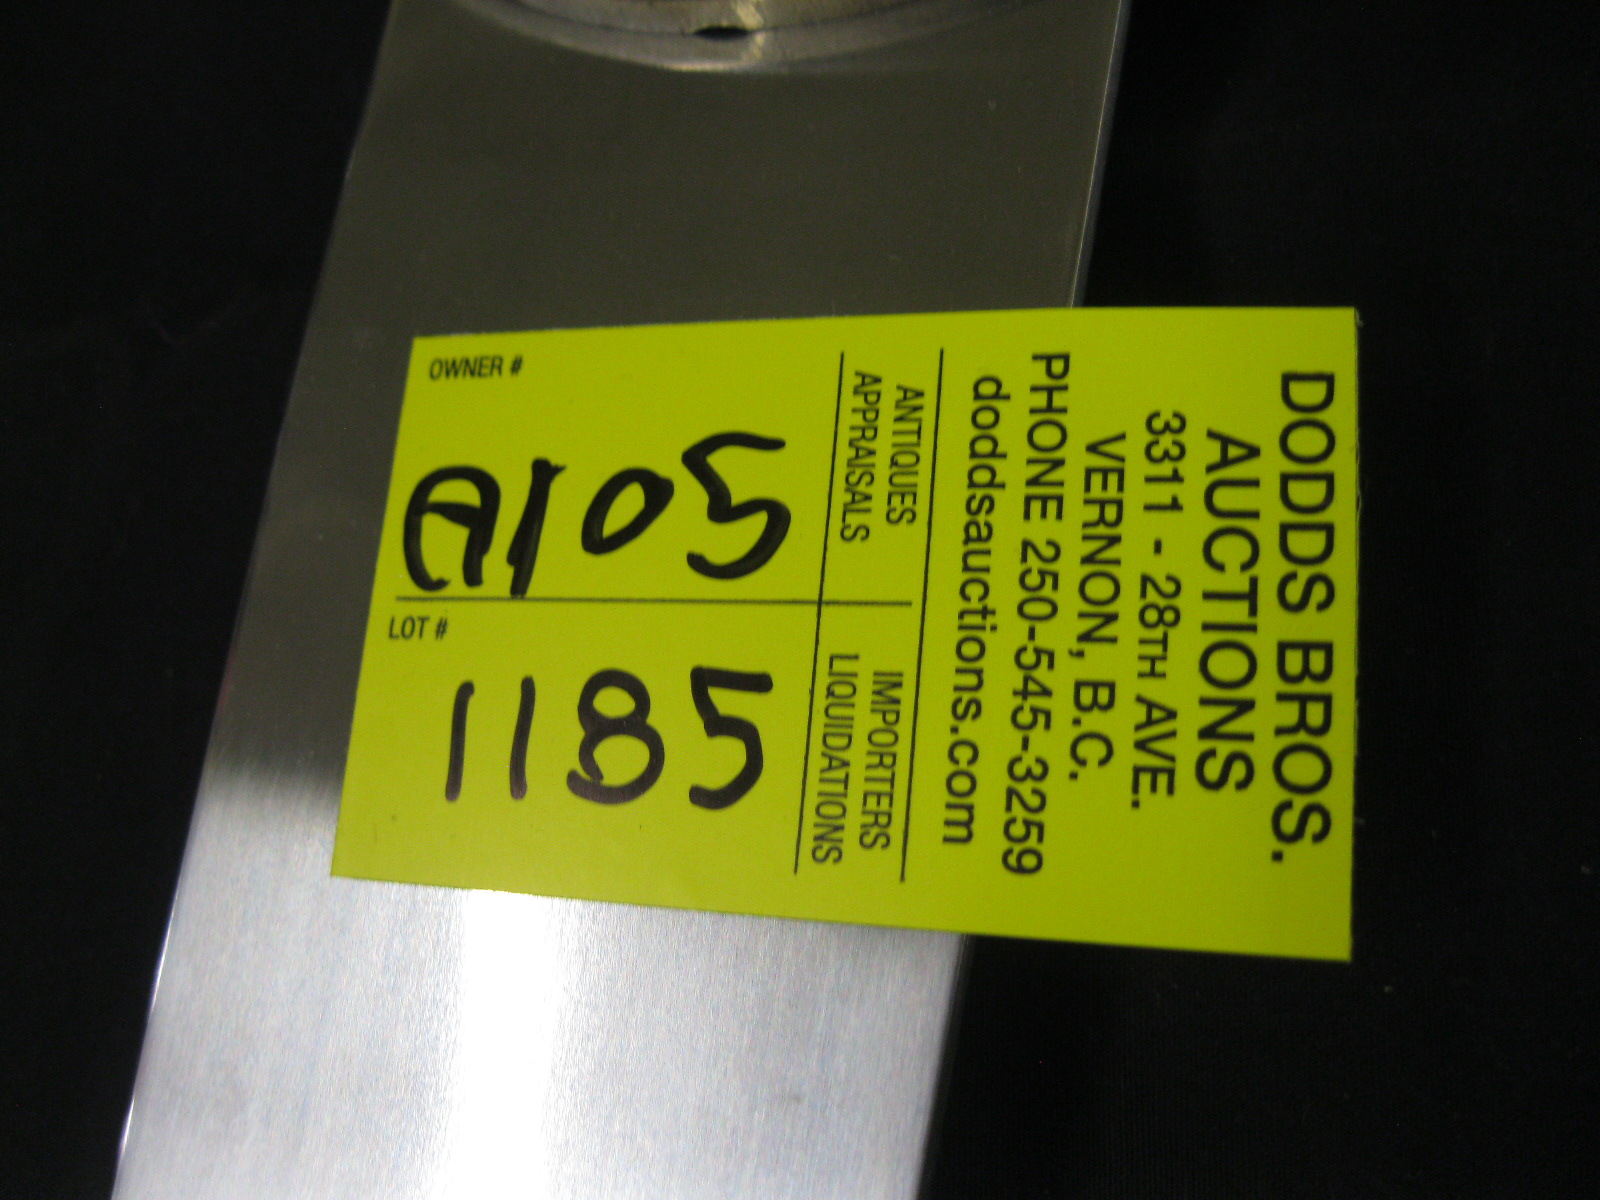 DODDS BROS.
AUCTIONS
3311 - 28TH AVE.
VERNON, B.C.
PHONE 250-545-3259
doddsauctions.com
ANTIQUES
APPRAISALS
IMPORTERS
LIQUIDATIONS
OWNER #
A105
LOT #
1185